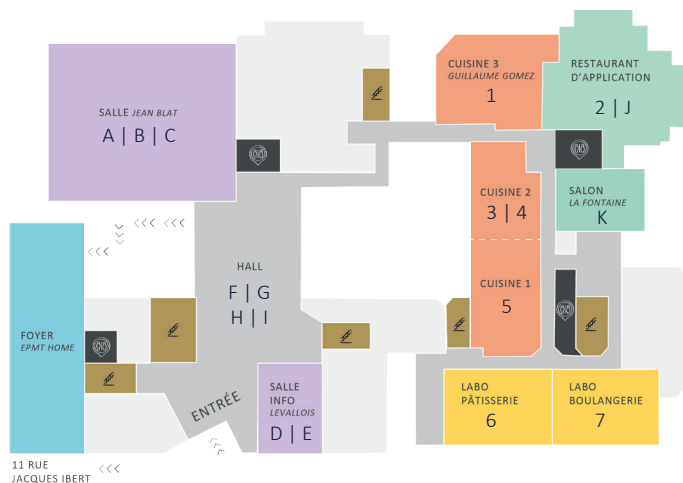 SALLE JEAN BLAT
A | B | C
CUISINE 3
GUILLAUME GOMEZ
1
RESTAURANT
D'APPLICATION
2 | J
CUISINE 2
3 | 4
SALON
LA FONTAINE
K
HALL
F | G
H | I
CUISINE 1
5
FOYER
EPMT HOME
ENTRÉE
SALLE
INFO
LEVALLOIS
D | E
LABO
PÂTISSERIE
6
LABO
BOULANGERIE
7
11 RUE
JACQUES IBERT